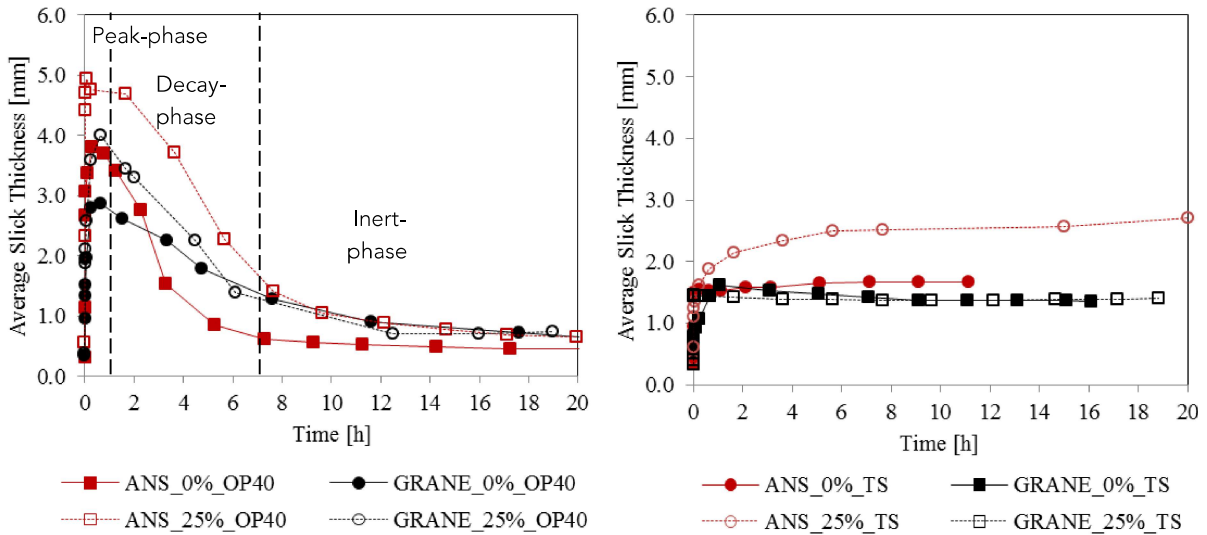 Average Slick Thickness [mm]
6.0
5.0
4.0
3.0
2.0
1.0
0.0
Peak-phase
Decay-
phase
Inert-
phase
0 2 4 6 8 10 12 14 16 18 20
Time [h]
ANS_0%_OP40 GRANE_0%_OP40
ANS_25%_OP40 GRANE_25%_OP40
Average Slick Thickness [mm]
6.0
5.0
4.0
3.0
2.0
1.0
0.0
0 2 4 6 8 10 12 14 16 18 20
Time [h]
ANS_0%_TS GRANE_0%_TS
ANS_25%_TS GRANE_25%_TS